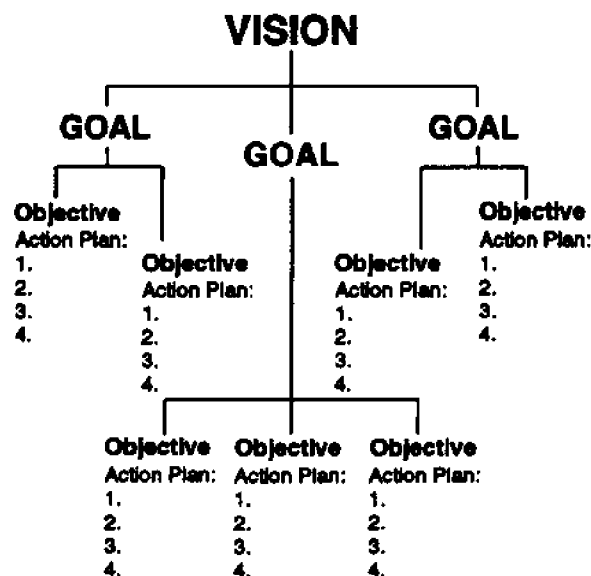 VISION
GOAL
GOAL
GOAL
Objective
Action Plan:
1.
2.
3.
4.
Objective
Action Plan:
1.
2.
3.
4.
Objective
Action Plan:
1.
2.
3.
4.
Objective
Action Plan:
1.
2.
3.
4.
Objective
Action Plan:
1.
2.
3.
4.
Objective
Action Plan:
1.
2.
3.
4.
Objective
Action Plan:
1.
2.
3.
4.